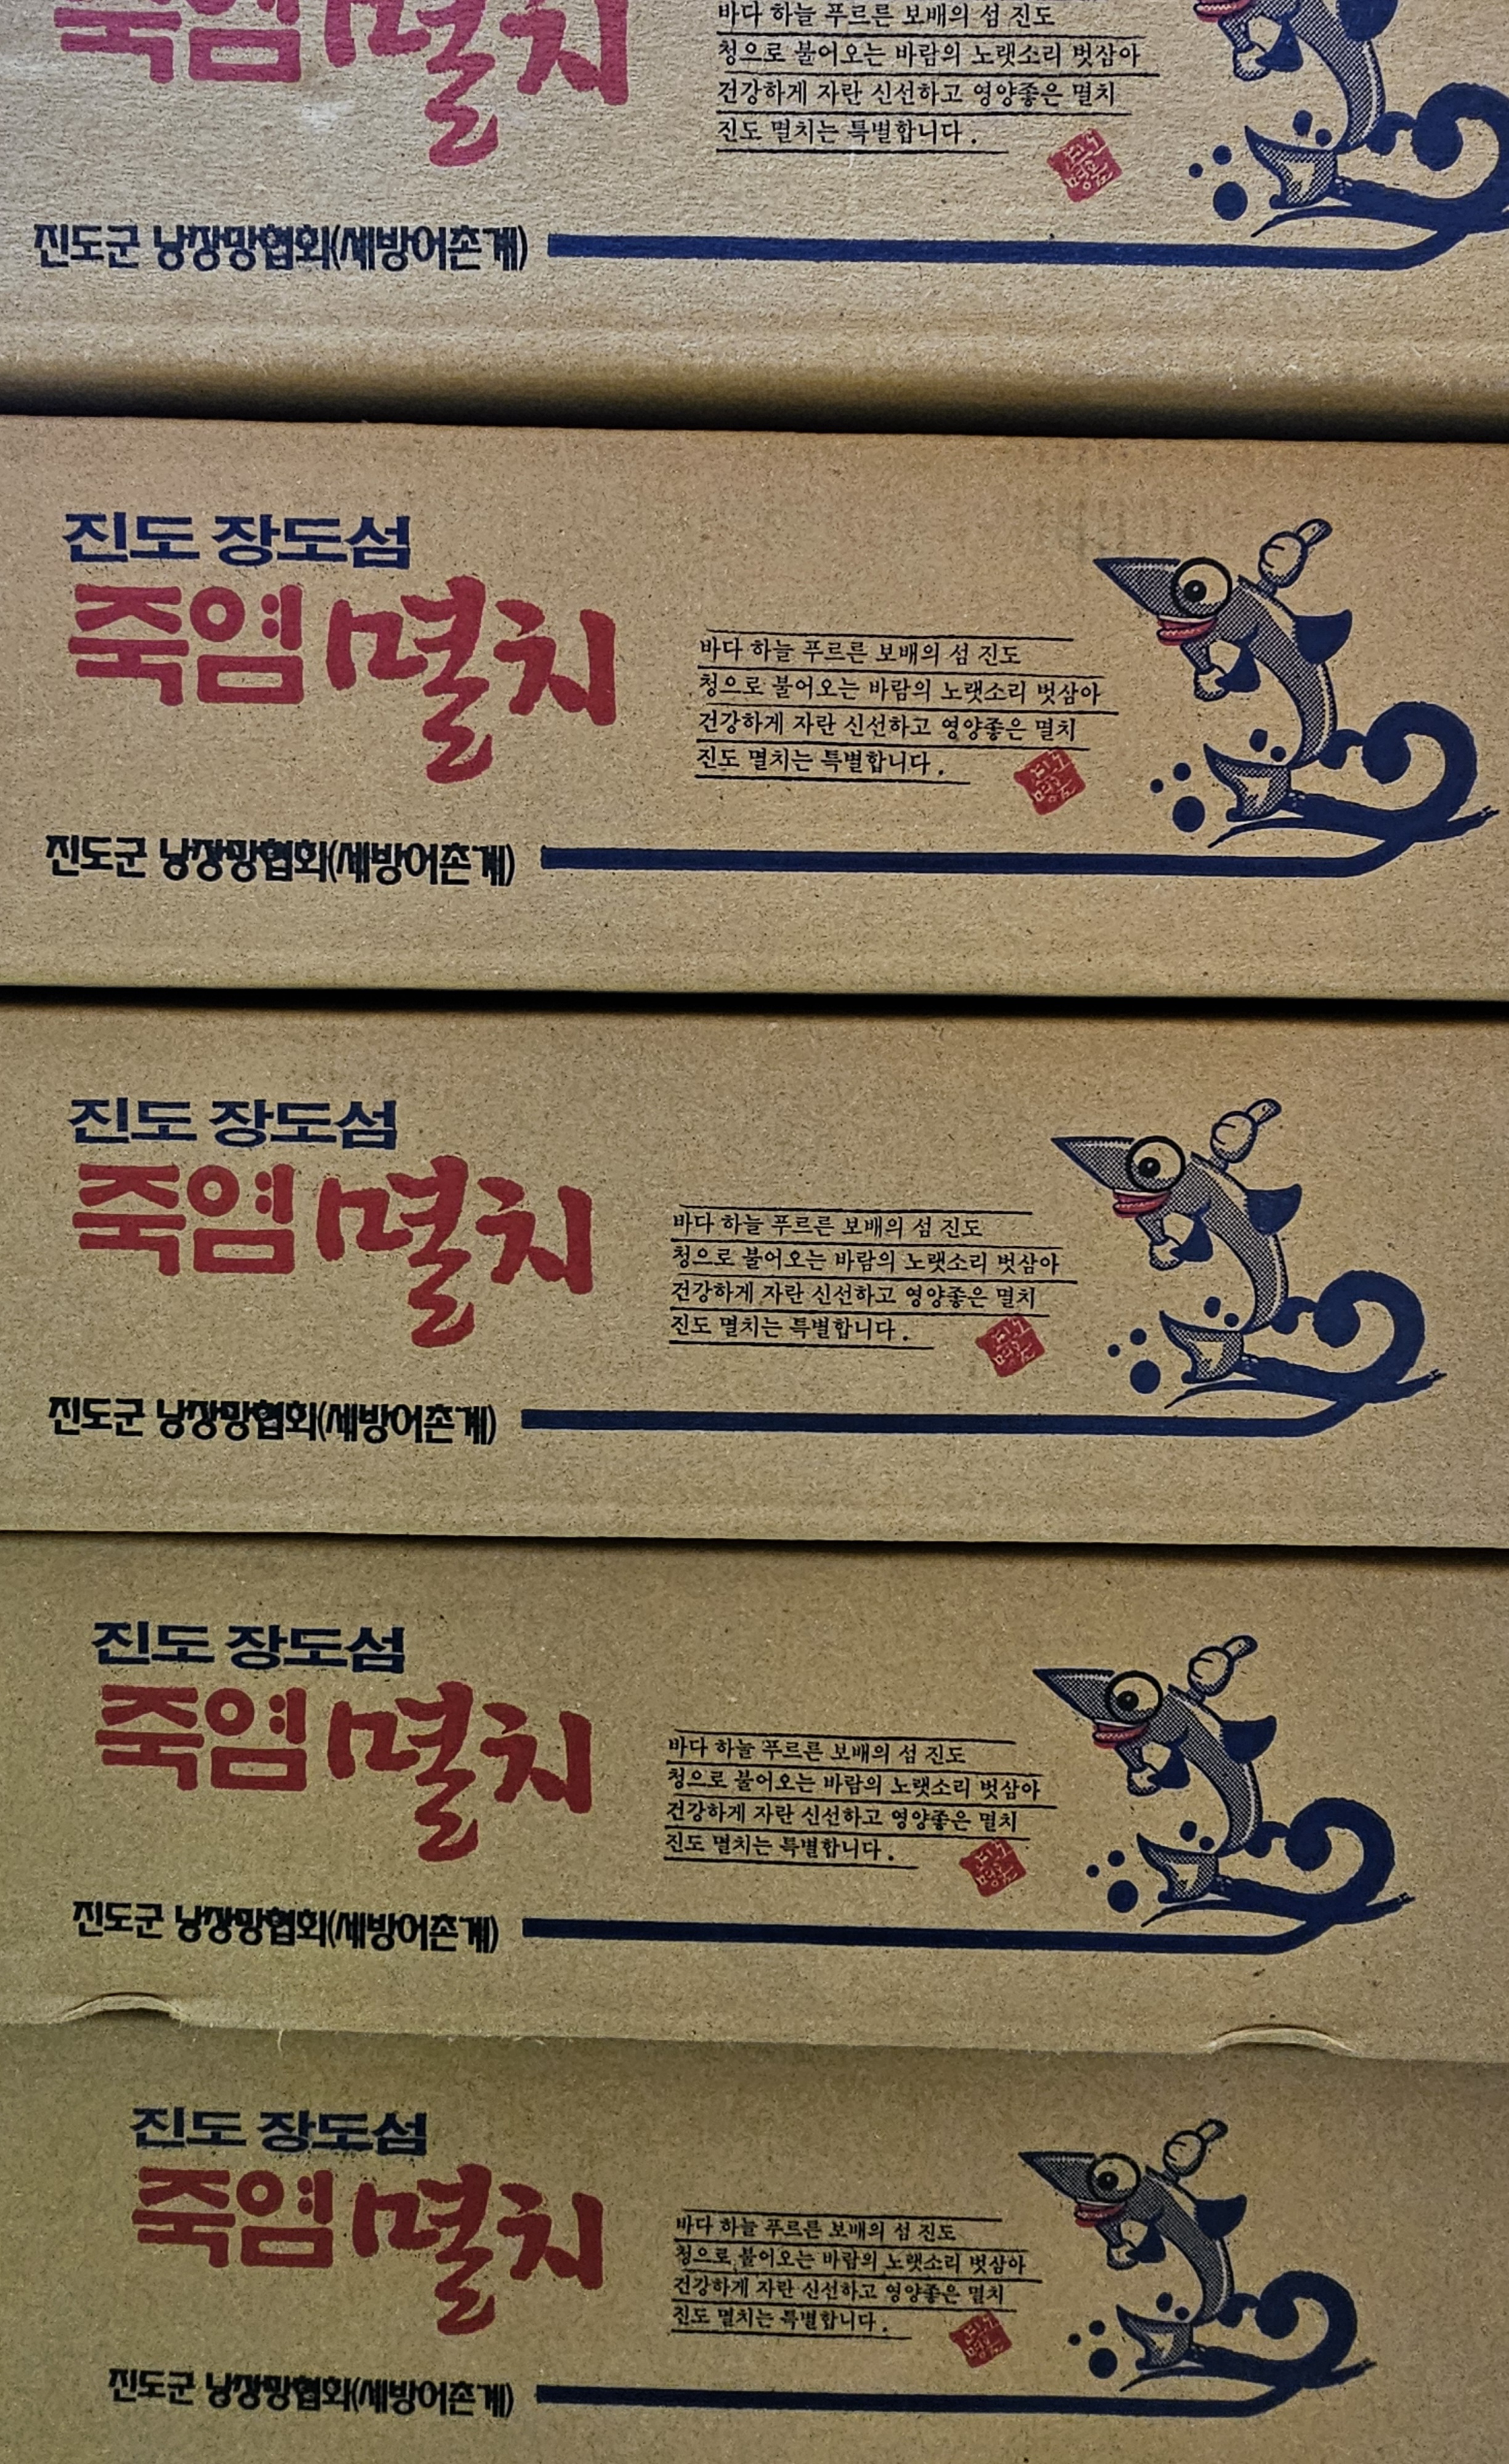 죽염멸치
바다 하늘 푸르른 보배의 섬 진도
청으로 불어오는 바람의 노랫소리 벗삼아
건강하게 자란 신선하고 영양좋은 멸치
진도 멸치는 특별합니다.
진도군 낭장망협회(세방어촌계)
진도 장도섬
죽염멸치
바다 하늘 푸르른 보배의 섬 진도
청으로 불어오는 바람의 노랫소리 벗삼아
건강하게 자란 신선하고 영양좋은 멸치
진도 멸치는 특별합니다.
진도군 낭장망협회(세방어촌계)
진도 장도섬
죽염멸치
바다 하늘 푸르른 보배의 섬 진도
청으로 불어오는 바람의 노랫소리 벗삼아
건강하게 자란 신선하고 영양좋은 멸치
진도 멸치는 특별합니다.
진도군 낭장망협회(세방어촌계)
진도 장도섬
죽염멸치
바다 하늘 푸르른 보배의 섬 진도
청으로 불어오는 바람의 노랫소리 벗삼아
건강하게 자란 신선하고 영양좋은 멸치
진도 멸치는 특별합니다.
진도군 낭장망협회(세방어촌계)
진도 장도섬
죽염멸치
바다 하늘 푸르른 보배의 섬 진도
청으로 불어오는 바람의 노랫소리 벗삼아
건강하게 자란 신선하고 영양좋은 멸치
진도 멸치는 특별합니다.
진도군 낭장망협회(세방어촌계)